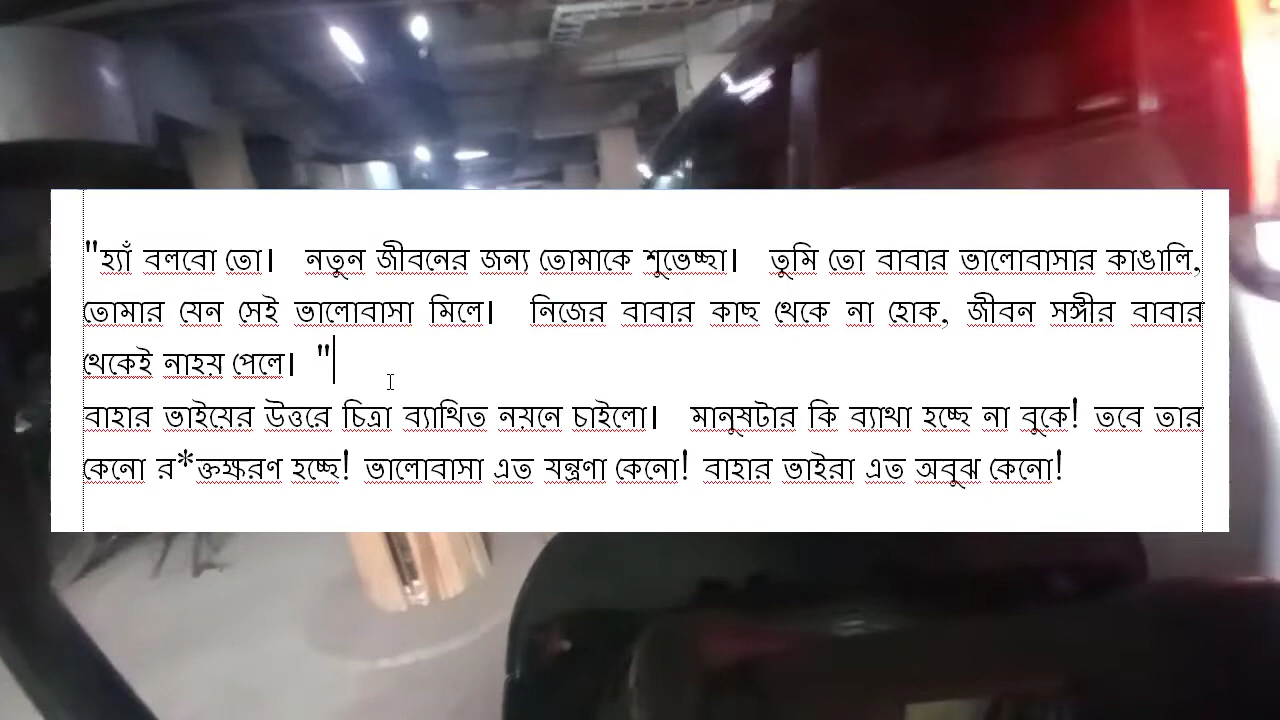 "হ্যাঁ বলবো তো। নতুন জীবনের জন্য তোমাকে শুভেচ্ছা। তুমি তো বাবার ভালোবাসার কাঙালি,
তোমার যেন সেই ভালোবাসা মিলে। নিজের বাবার কাছ থেকে না হোক, জীবন সঙ্গীর বাবার
থেকেই নাহয় পেলে। "
বাহার ভাইয়ের উত্তরে চিত্রা ব্যাথিত নয়নে চাইলো। মানুষটার কি ব্যাথা হচ্ছে না বুকে! তবে তার
কেনো র*ক্তক্ষরণ হচ্ছে! ভালোবাসা এত যন্ত্রণা কেনো! বাহার ভাইরা এত অবুঝ কেনো!